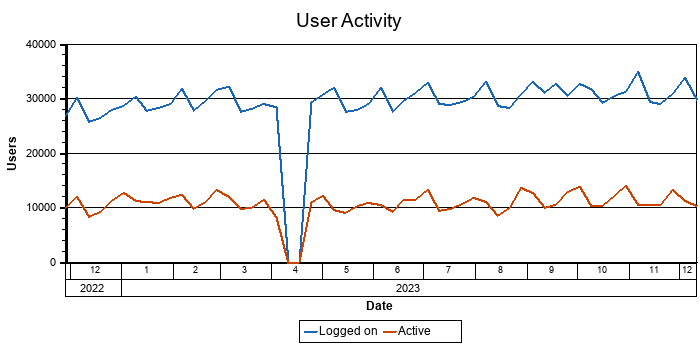 User Activity
40000
30000
20000
10000
0
Users
12 1 2 3 4 5 6 7 8 9 10 11 12
2022 2023
Date
Logged on Active